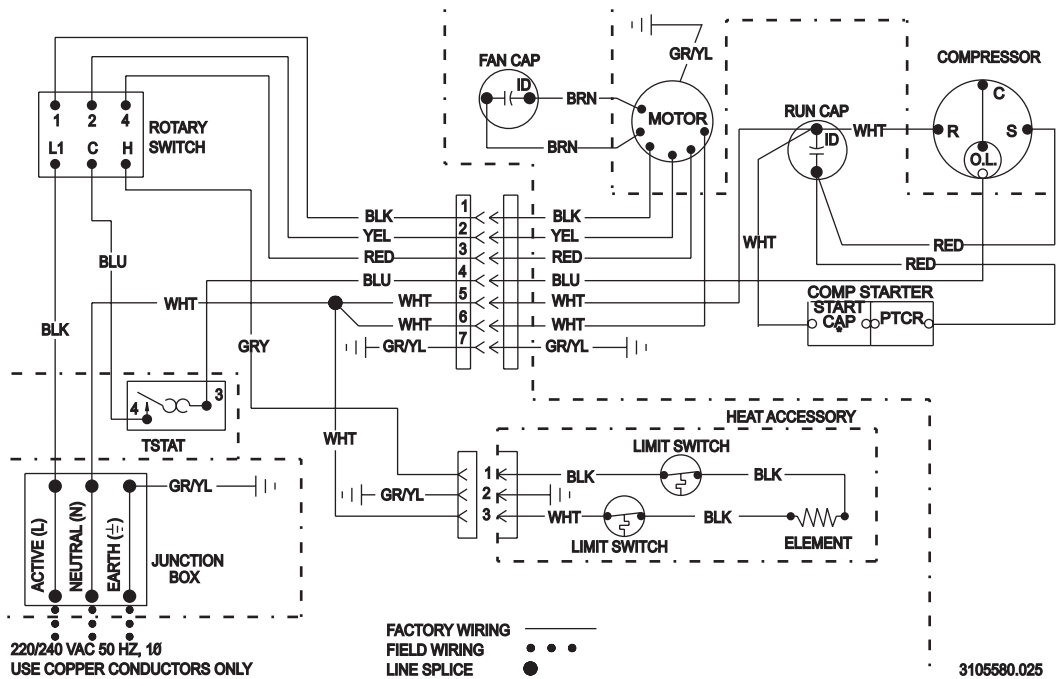 GR/YL
FAN CAP
ID
BRN
BRN
MOTOR
COMPRESSOR
C
R
S
O.L.
RUN CAP
ID
WHT
1 2 4
L1 C H
ROTARY
SWITCH
1
2
3
4
5
6
7
BLK
YEL
RED
BLU
WHT
WHT
GR/YL
BLK
YEL
RED
BLU
WHT
WHT
GR/YL
WHT
RED
RED
COMP STARTER
START
CAP
*
PTCR
BLU
WHT
BLK
GRY
3
4
TSTAT
WHT
HEAT ACCESSORY
LIMIT SWITCH
1
2
3
GR/YL
BLK
BLK
WHT
BLK
LIMIT SWITCH
ELEMENT
GR/YL
ACTIVE (L)
NEUTRAL (N)
EARTH (⏚)
JUNCTION
BOX
220/240 VAC 50 HZ, 1Ø
USE COPPER CONDUCTORS ONLY
FACTORY WIRING
FIELD WIRING
LINE SPLICE
3105580.025